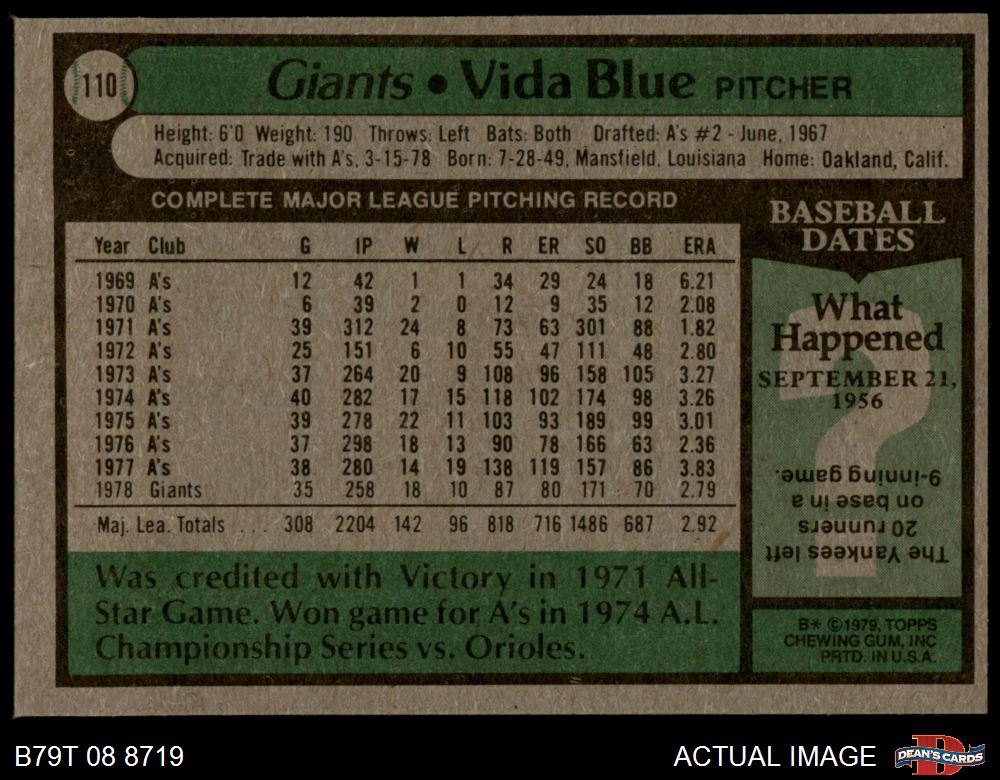 110
Giants • Vida Blue PITCHER
Height: 6'0 Weight: 190 Throws: Left Bats: Both Drafted: A's #2 - June, 1967
Acquired: Trade with A's, 3-15-78 Born: 7-28-49, Mansfield, Louisiana Home: Oakland, Calif.
COMPLETE MAJOR LEAGUE PITCHING RECORD
Year Club G IP W L R ER SO BB ERA
1969 A's 12 42 1 1 34 29 24 18 6.21
1970 A's 6 39 2 0 12 9 35 12 2.08
1971 A's 39 312 24 8 73 63 301 88 1.82
1972 A's 25 151 6 10 55 47 111 48 2.80
1973 A's 37 264 20 9 108 96 158 105 3.27
1974 A's 40 282 17 15 118 102 174 98 3.26
1975 A's 39 278 22 11 103 93 189 99 3.01
1976 A's 37 298 18 13 90 78 166 63 2.36
1977 A's 38 280 14 19 138 119 157 86 3.83
1978 Giants 35 258 18 10 87 80 171 70 2.79
Maj. Lea. Totals ... 308 2204 142 96 818 716 1486 687 2.92
Was credited with Victory in 1971 All-
Star Game. Won game for A's in 1974 A.L.
Championship Series vs. Orioles.
BASEBALL
DATES
What
Happened
SEPTEMBER 21,
1956
?
The Yankees left
20 runners
on base in a
9-inning game.
B* ©1979, TOPPS
CHEWING GUM, INC
PRTD. IN U.S.A.
B79T 08 8719
ACTUAL IMAGE
D
DEAN'S CARDS